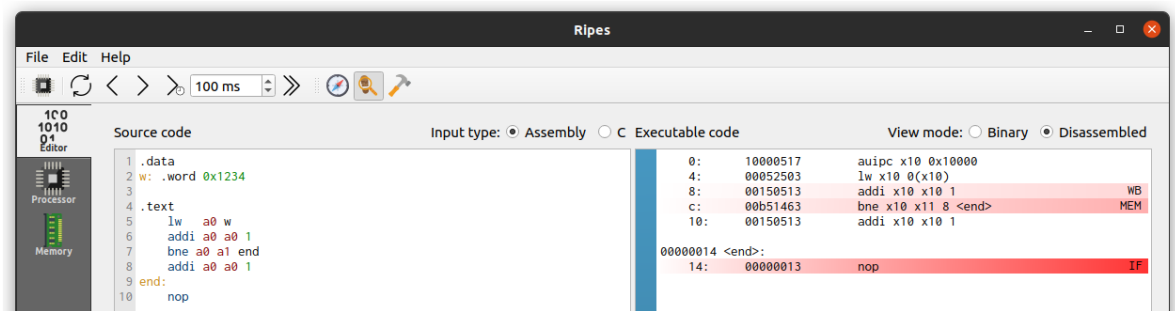 Ripes
File Edit Help
100 ms
Editor
Processor
Memory
Source code Input type: Assembly C Executable code View mode: Binary Disassembled
1 .data
2 w: .word 0x1234
3
4 .text
5 lw a0 w
6 addi a0 a0 1
7 bne a0 a1 end
8 addi a0 a0 1
9 end:
10 nop
0: 10000517 auipc x10 0x10000
4: 00052503 lw x10 0(x10)
8: 00150513 addi x10 x10 1 WB
c: 00b51463 bne x10 x11 8 <end> MEM
10: 00150513 addi x10 x10 1
00000014 <end>:
14: 00000013 nop IF